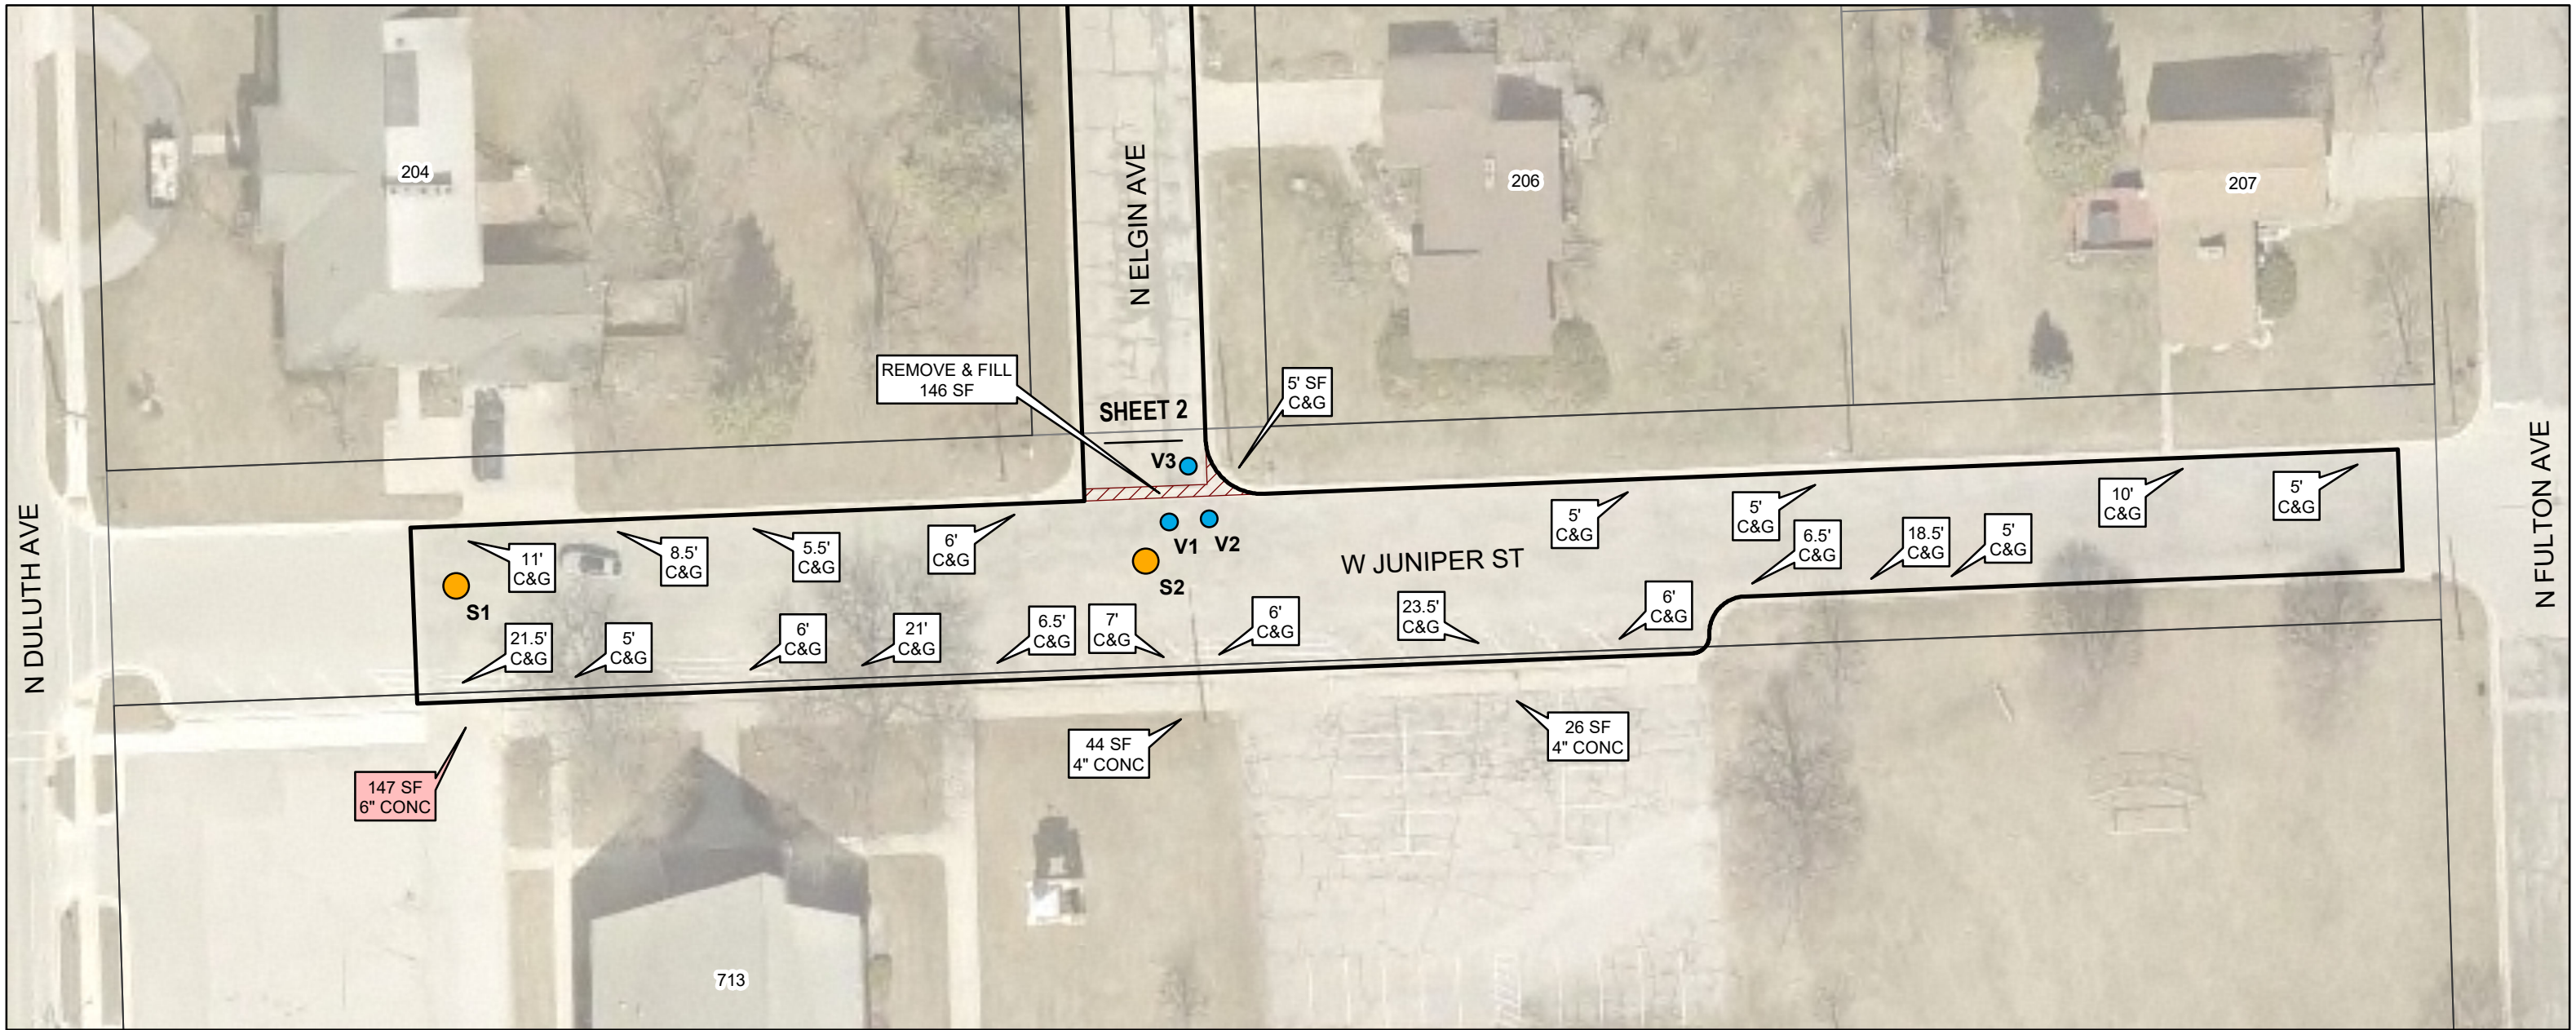 204
206
207
N ELGIN AVE
REMOVE & FILL
146 SF
SHEET 2
5' SF
C&G
V3
N DULUTH AVE
N FULTON AVE
11'
C&G
8.5'
C&G
5.5'
C&G
6'
C&G
V1
V2
W JUNIPER ST
5'
C&G
5'
C&G
6.5'
C&G
18.5'
C&G
5'
C&G
10'
C&G
5'
C&G
S1
S2
21.5'
C&G
5'
C&G
6'
C&G
21'
C&G
6.5'
C&G
7'
C&G
6'
C&G
23.5'
C&G
6'
C&G
147 SF
6" CONC
44 SF
4" CONC
26 SF
4" CONC
713